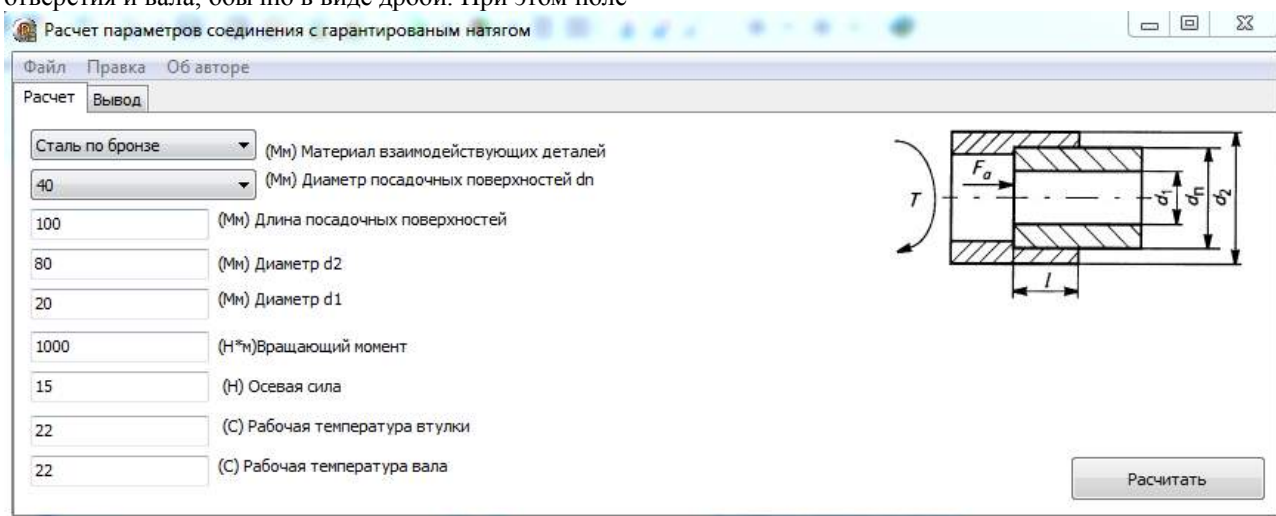 отверстия и вала, обычно в виде дроби. При этом поле
Расчет параметров соединения с гарантированым натягом
Файл Правка Об авторе
Расчет Вывод
Сталь по бронзе (Мм) Материал взаимодействующих деталей
40 (Мм) Диаметр посадочных поверхностей dn
100 (Мм) Длина посадочных поверхностей
80 (Мм) Диаметр d2
20 (Мм) Диаметр d1
1000 (Н*м)Вращающий момент
15 (Н) Осевая сила
22 (С) Рабочая температура втулки
22 (С) Рабочая температура вала
T Fa d1 dп d2
l
Расчитать